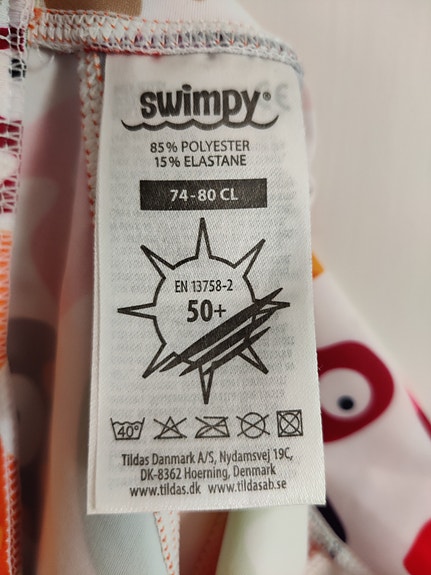 swimpy®
85% POLYESTER
15% ELASTANE
74-80 CL
EN 13758-2
50+
40°
Tildas Danmark A/S, Nydamsvej 19C,
DK-8362 Hoerning, Denmark
www.tildas.dk www.tildasab.se